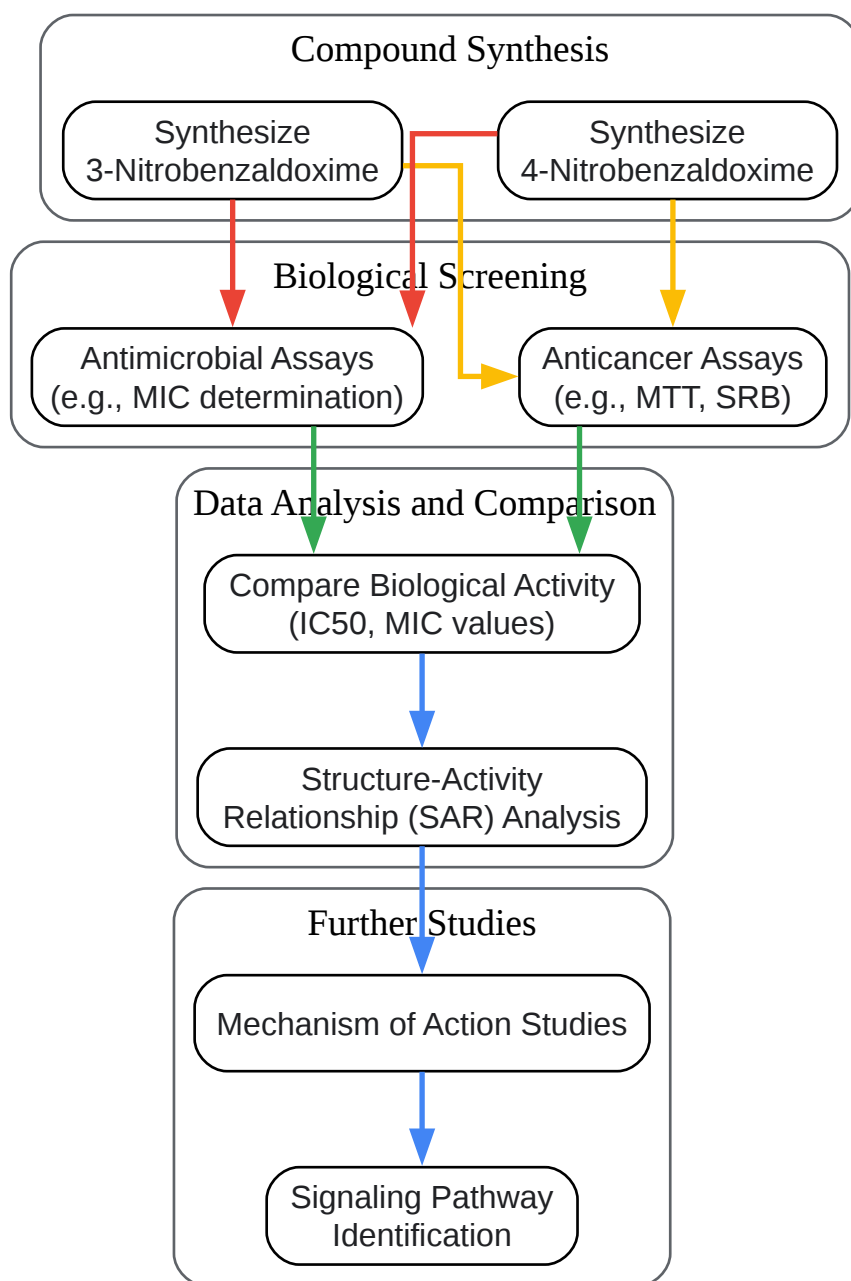 Compound Synthesis
Synthesize
3-Nitrobenzaldoxime
Synthesize
4-Nitrobenzaldoxime
Biological Screening
Antimicrobial Assays
(e.g., MIC determination)
Anticancer Assays
(e.g., MTT, SRB)
Data Analysis and Comparison
Compare Biological Activity
(IC50, MIC values)
Structure-Activity
Relationship (SAR) Analysis
Further Studies
Mechanism of Action Studies
Signaling Pathway
Identification